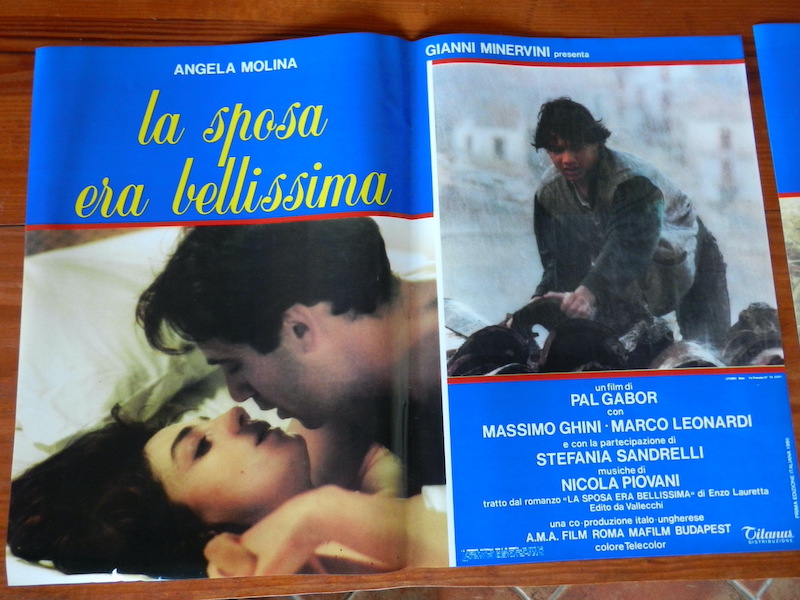 ANGELA MOLINA
la sposa
era bellissima
GIANNI MINERVINI presenta
un film di
PAL GABOR
con
MASSIMO GHINI · MARCO LEONARDI
e con la partecipazione di
STEFANIA SANDRELLI
musiche di
NICOLA PIOVANI
tratto dal romanzo "LA SPOSA ERA BELLISSIMA" di Enzo Lauretta
Edito da Vallecchi
una co-produzione italo-ungherese
A.M.A. FILM ROMA MAFILM BUDAPEST
colore Telecolor
Titanus
DISTRIBUZIONE